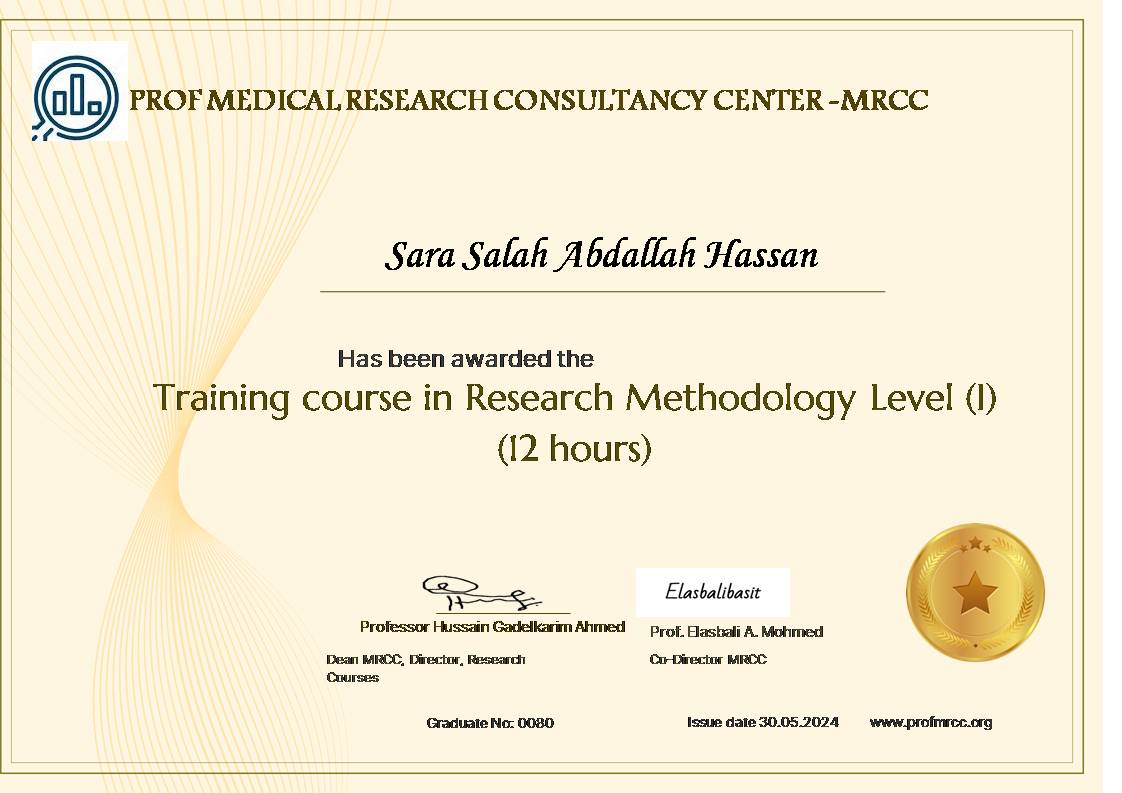 PROF MEDICAL RESEARCH CONSULTANCY CENTER -MRCC
Sara Salah Abdallah Hassan
Has been awarded the
Training course in Research Methodology Level (I)
(12 hours)
Elasbalibasit
Professor Hussain Gadelkarim Ahmed
Prof. Elasbali A. Mohmed
Dean MRCC, Director, Research
Courses
Co-Director MRCC
Graduate No: 0080
Issue date 30.05.2024
www.profmrcc.org